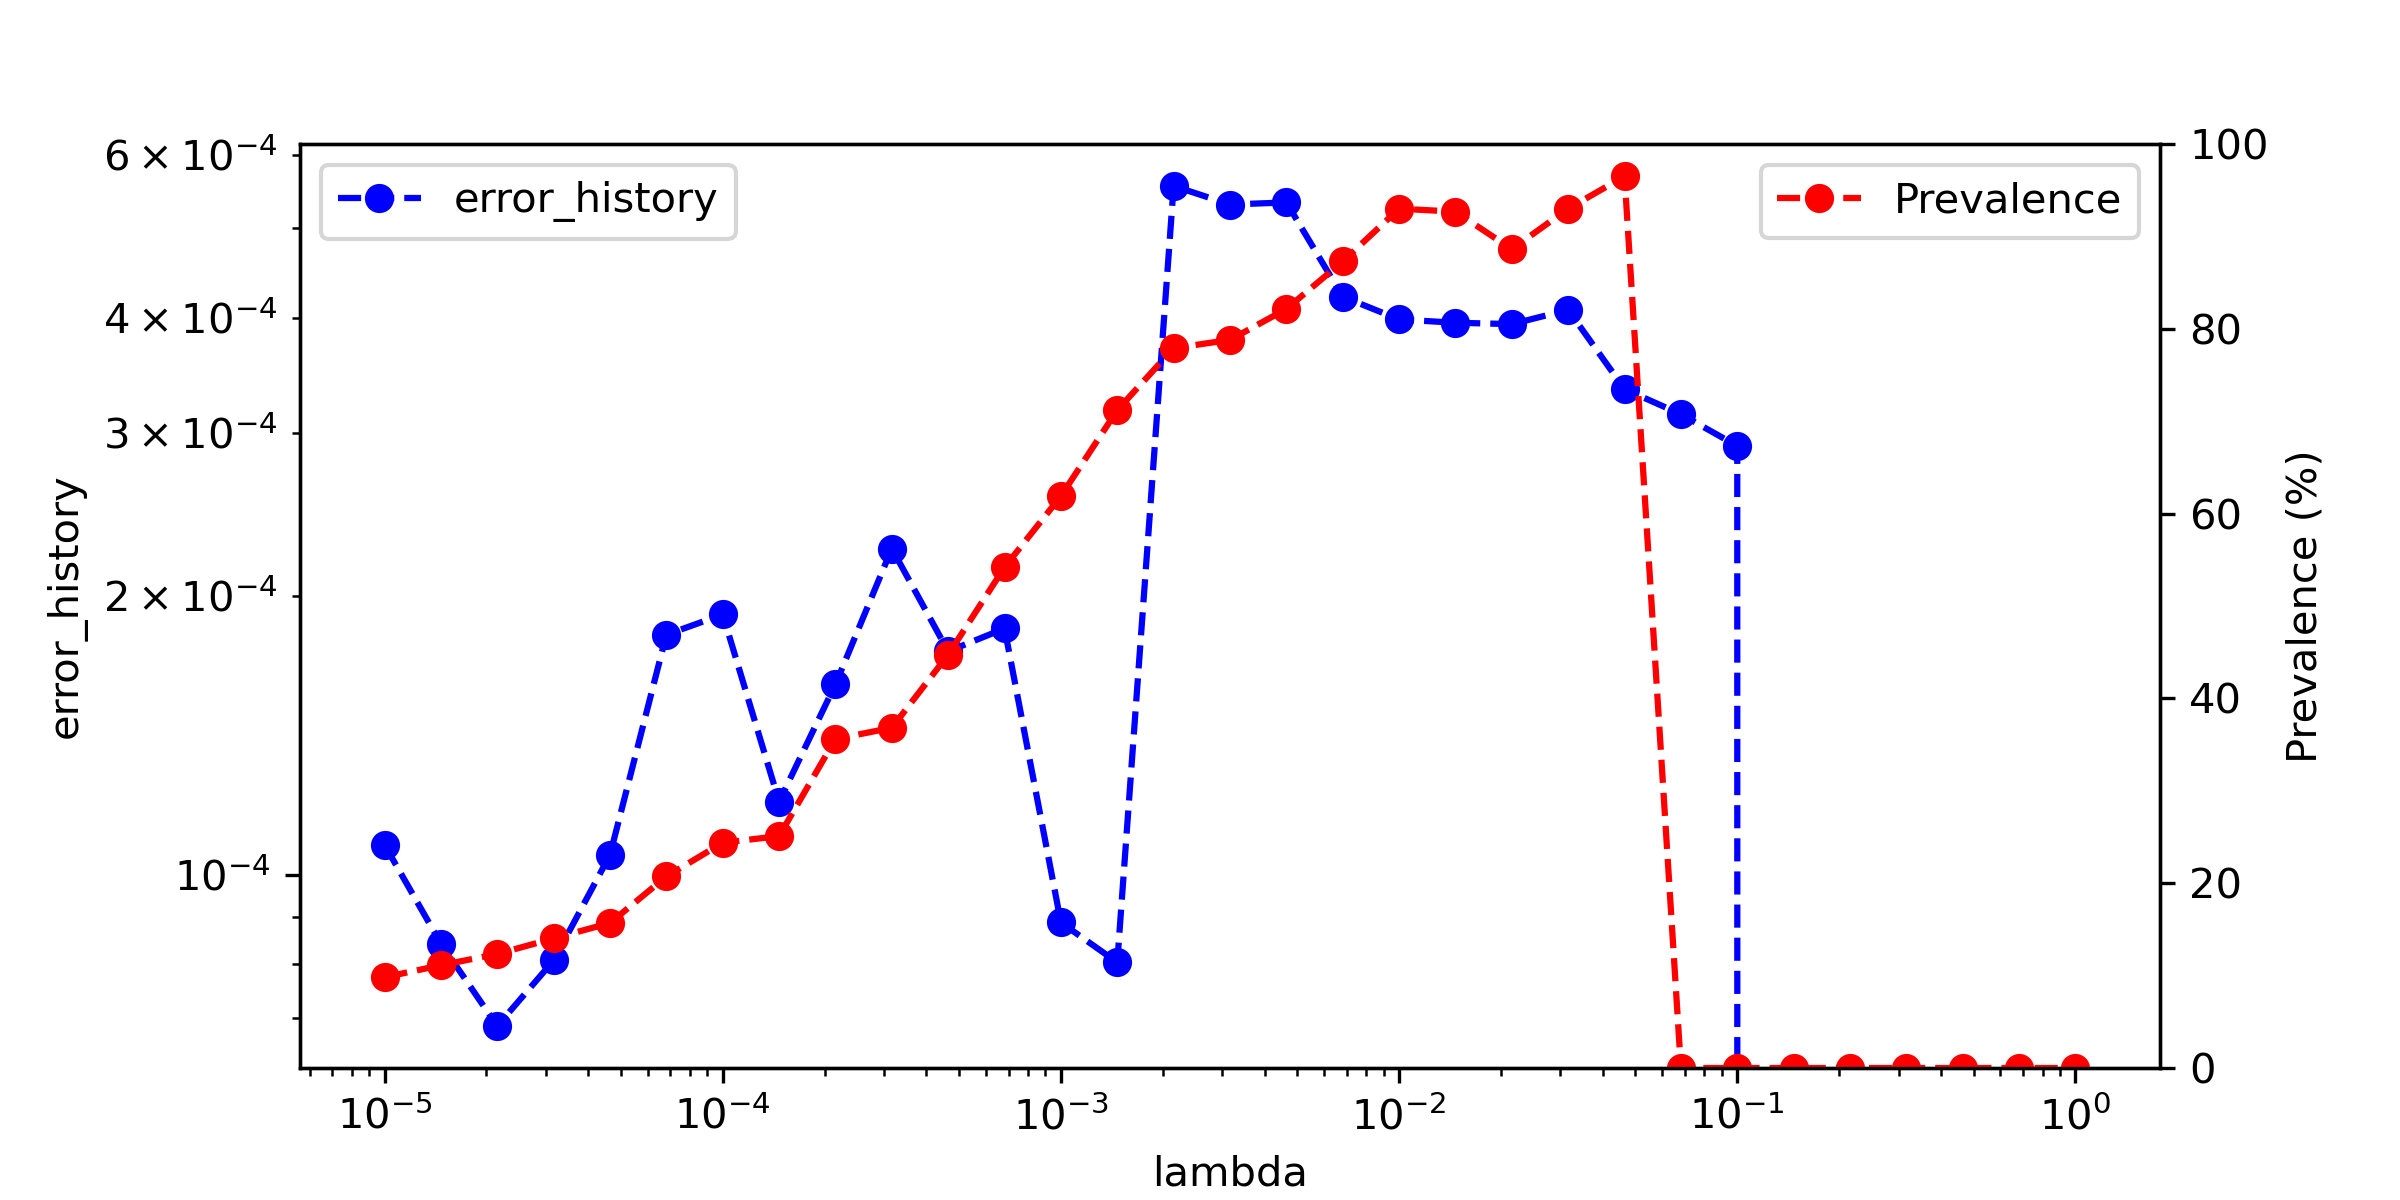 error_history
Prevalence
6 × 10⁻⁴
4 × 10⁻⁴
3 × 10⁻⁴
2 × 10⁻⁴
10⁻⁴
error_history
100
80
60
40
20
0
Prevalence (%)
10⁻⁵ 10⁻⁴ 10⁻³ 10⁻² 10⁻¹ 10⁰
lambda